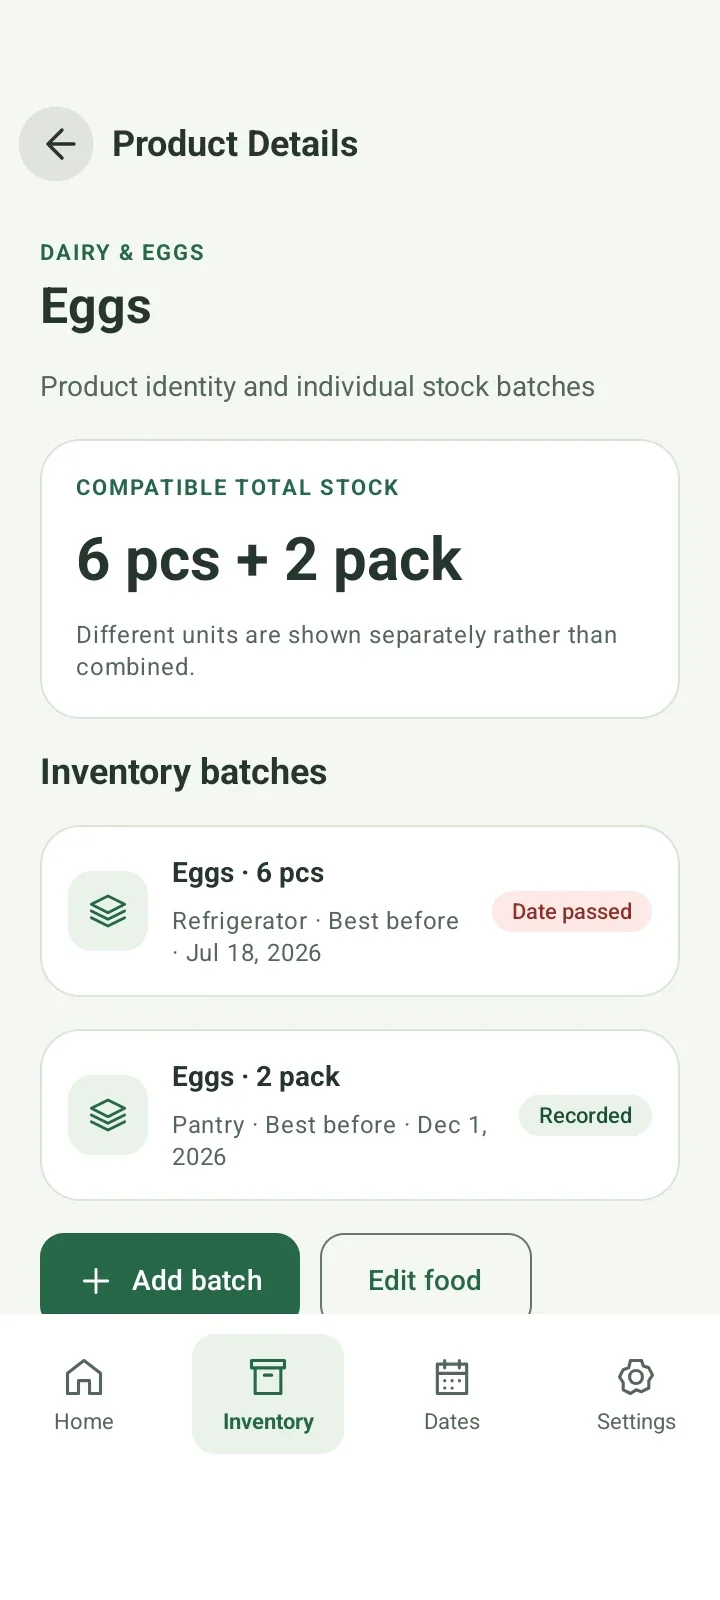 Product Details
DAIRY & EGGS
Eggs
Product identity and individual stock batches
COMPATIBLE TOTAL STOCK
6 pcs + 2 pack
Different units are shown separately rather than
combined.
Inventory batches
Eggs · 6 pcs
Refrigerator · Best before
· Jul 18, 2026
Date passed
Eggs · 2 pack
Pantry · Best before · Dec 1,
2026
Recorded
Add batch
Edit food
Home
Inventory
Dates
Settings